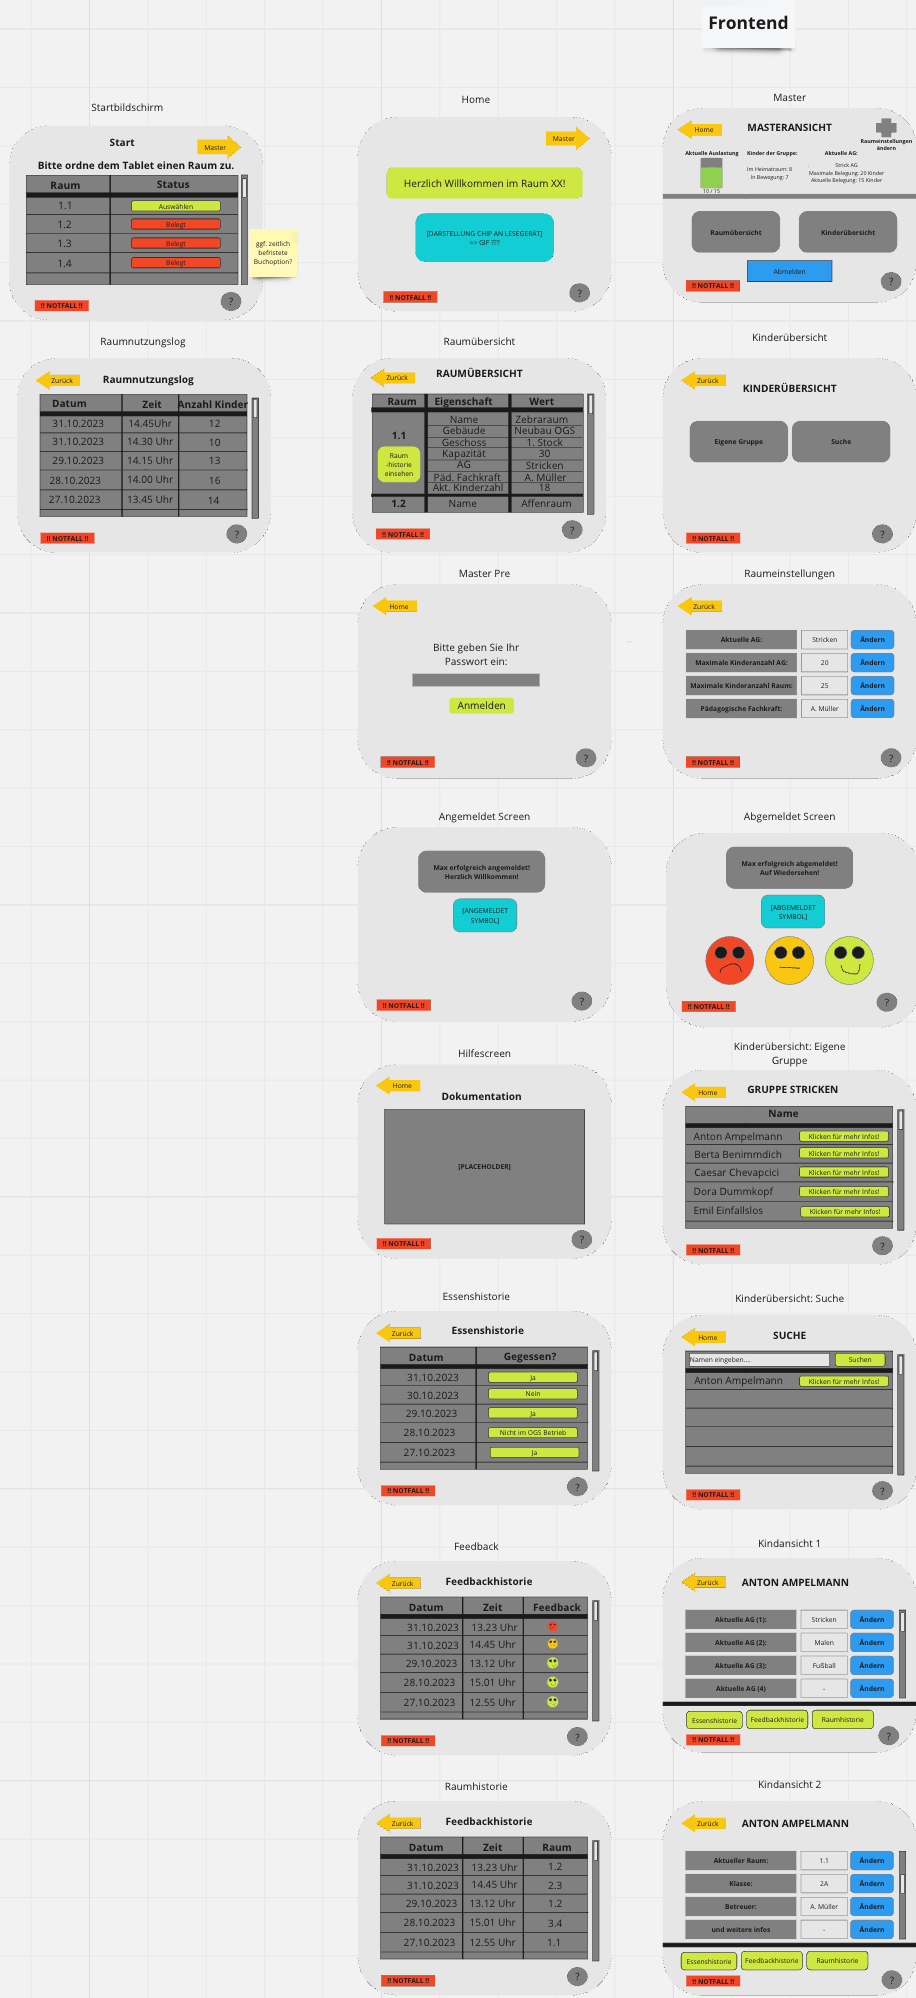 Frontend
Startbildschirm
Start
Master
Bitte ordne dem Tablet einen Raum zu.
Raum Status
1.1 Auswählen
1.2 Belegt
1.3 Belegt
1.4 Belegt
ggf. zeitlich
befristete
Buchoption?
!! NOTFALL !! ?
Home
Master
Herzlich Willkommen im Raum XX!
[DARSTELLUNG CHIP AN LESEGERÄT]
=> GIF ???
!! NOTFALL !! ?
Master
Home MASTERANSICHT
Raumeinstellungen
ändern
Aktuelle Auslastung Kinder der Gruppe: Aktuelle AG:
Im Heimatraum: 8
In Bewegung: 7
Strick AG
Maximale Belegung: 20 Kinder
Aktuelle Belegung: 15 Kinder
10 / 15
Raumübersicht Kinderübersicht
Abmelden
!! NOTFALL !! ?
Raumnutzungslog
Zurück Raumnutzungslog
Datum Zeit Anzahl Kinder
31.10.2023 14.45Uhr 12
31.10.2023 14.30 Uhr 10
29.10.2023 14.15 Uhr 13
28.10.2023 14.00 Uhr 16
27.10.2023 13.45 Uhr 14
!! NOTFALL !! ?
Raumübersicht
Zurück RAUMÜBERSICHT
Raum Eigenschaft Wert
1.1
Raum
-historie
einsehen
Name Zebraraum
Gebäude Neubau OGS
Geschoss 1. Stock
Kapazität 30
AG Stricken
Päd. Fachkraft A. Müller
Akt. Kinderzahl 18
1.2 Name Affenraum
!! NOTFALL !! ?
Kinderübersicht
Zurück
KINDERÜBERSICHT
Eigene Gruppe Suche
!! NOTFALL !! ?
Master Pre
Home
Bitte geben Sie Ihr
Passwort ein:
Anmelden
!! NOTFALL !! ?
Raumeinstellungen
Zurück
Aktuelle AG: Stricken Ändern
Maximale Kinderanzahl AG: 20 Ändern
Maximale Kinderanzahl Raum: 25 Ändern
Pädagogische Fachkraft: A. Müller Ändern
!! NOTFALL !! ?
Angemeldet Screen
Max erfolgreich angemeldet!
Herzlich Willkommen!
[ANGEMELDET
SYMBOL]
!! NOTFALL !! ?
Abgemeldet Screen
Max erfolgreich abgemeldet!
Auf Wiedersehen!
[ABGEMELDET
SYMBOL]
!! NOTFALL !! ?
Hilfescreen
Home
Dokumentation
[PLACEHOLDER]
!! NOTFALL !! ?
Kinderübersicht: Eigene
Gruppe
Home GRUPPE STRICKEN
Name
Anton Ampelmann Klicken für mehr Infos!
Berta Benimmdich Klicken für mehr Infos!
Caesar Chevapcici Klicken für mehr Infos!
Dora Dummkopf Klicken für mehr Infos!
Emil Einfallslos Klicken für mehr Infos!
!! NOTFALL !! ?
Essenshistorie
Zurück Essenshistorie
Datum Gegessen?
31.10.2023 Ja
30.10.2023 Nein
29.10.2023 Ja
28.10.2023 Nicht im OGS Betrieb
27.10.2023 Ja
!! NOTFALL !! ?
Kinderübersicht: Suche
Home SUCHE
Namen eingeben.... Suchen
Anton Ampelmann Klicken für mehr Infos!
!! NOTFALL !! ?
Feedback
Zurück Feedbackhistorie
Datum Zeit Feedback
31.10.2023 13.23 Uhr
31.10.2023 14.45 Uhr
29.10.2023 13.12 Uhr
28.10.2023 15.01 Uhr
27.10.2023 12.55 Uhr
!! NOTFALL !! ?
Kindansicht 1
Zurück ANTON AMPELMANN
Aktuelle AG (1): Stricken Ändern
Aktuelle AG (2): Malen Ändern
Aktuelle AG (3): Fußball Ändern
Aktuelle AG (4) - Ändern
Essenshistorie Feedbackhistorie Raumhistorie
!! NOTFALL !! ?
Raumhistorie
Zurück Feedbackhistorie
Datum Zeit Raum
31.10.2023 13.23 Uhr 1.2
31.10.2023 14.45 Uhr 2.3
29.10.2023 13.12 Uhr 1.2
28.10.2023 15.01 Uhr 3.4
27.10.2023 12.55 Uhr 1.1
!! NOTFALL !! ?
Kindansicht 2
Zurück ANTON AMPELMANN
Aktueller Raum: 1.1 Ändern
Klasse: 2A Ändern
Betreuer: A. Müller Ändern
und weitere infos - Ändern
Essenshistorie Feedbackhistorie Raumhistorie
!! NOTFALL !! ?